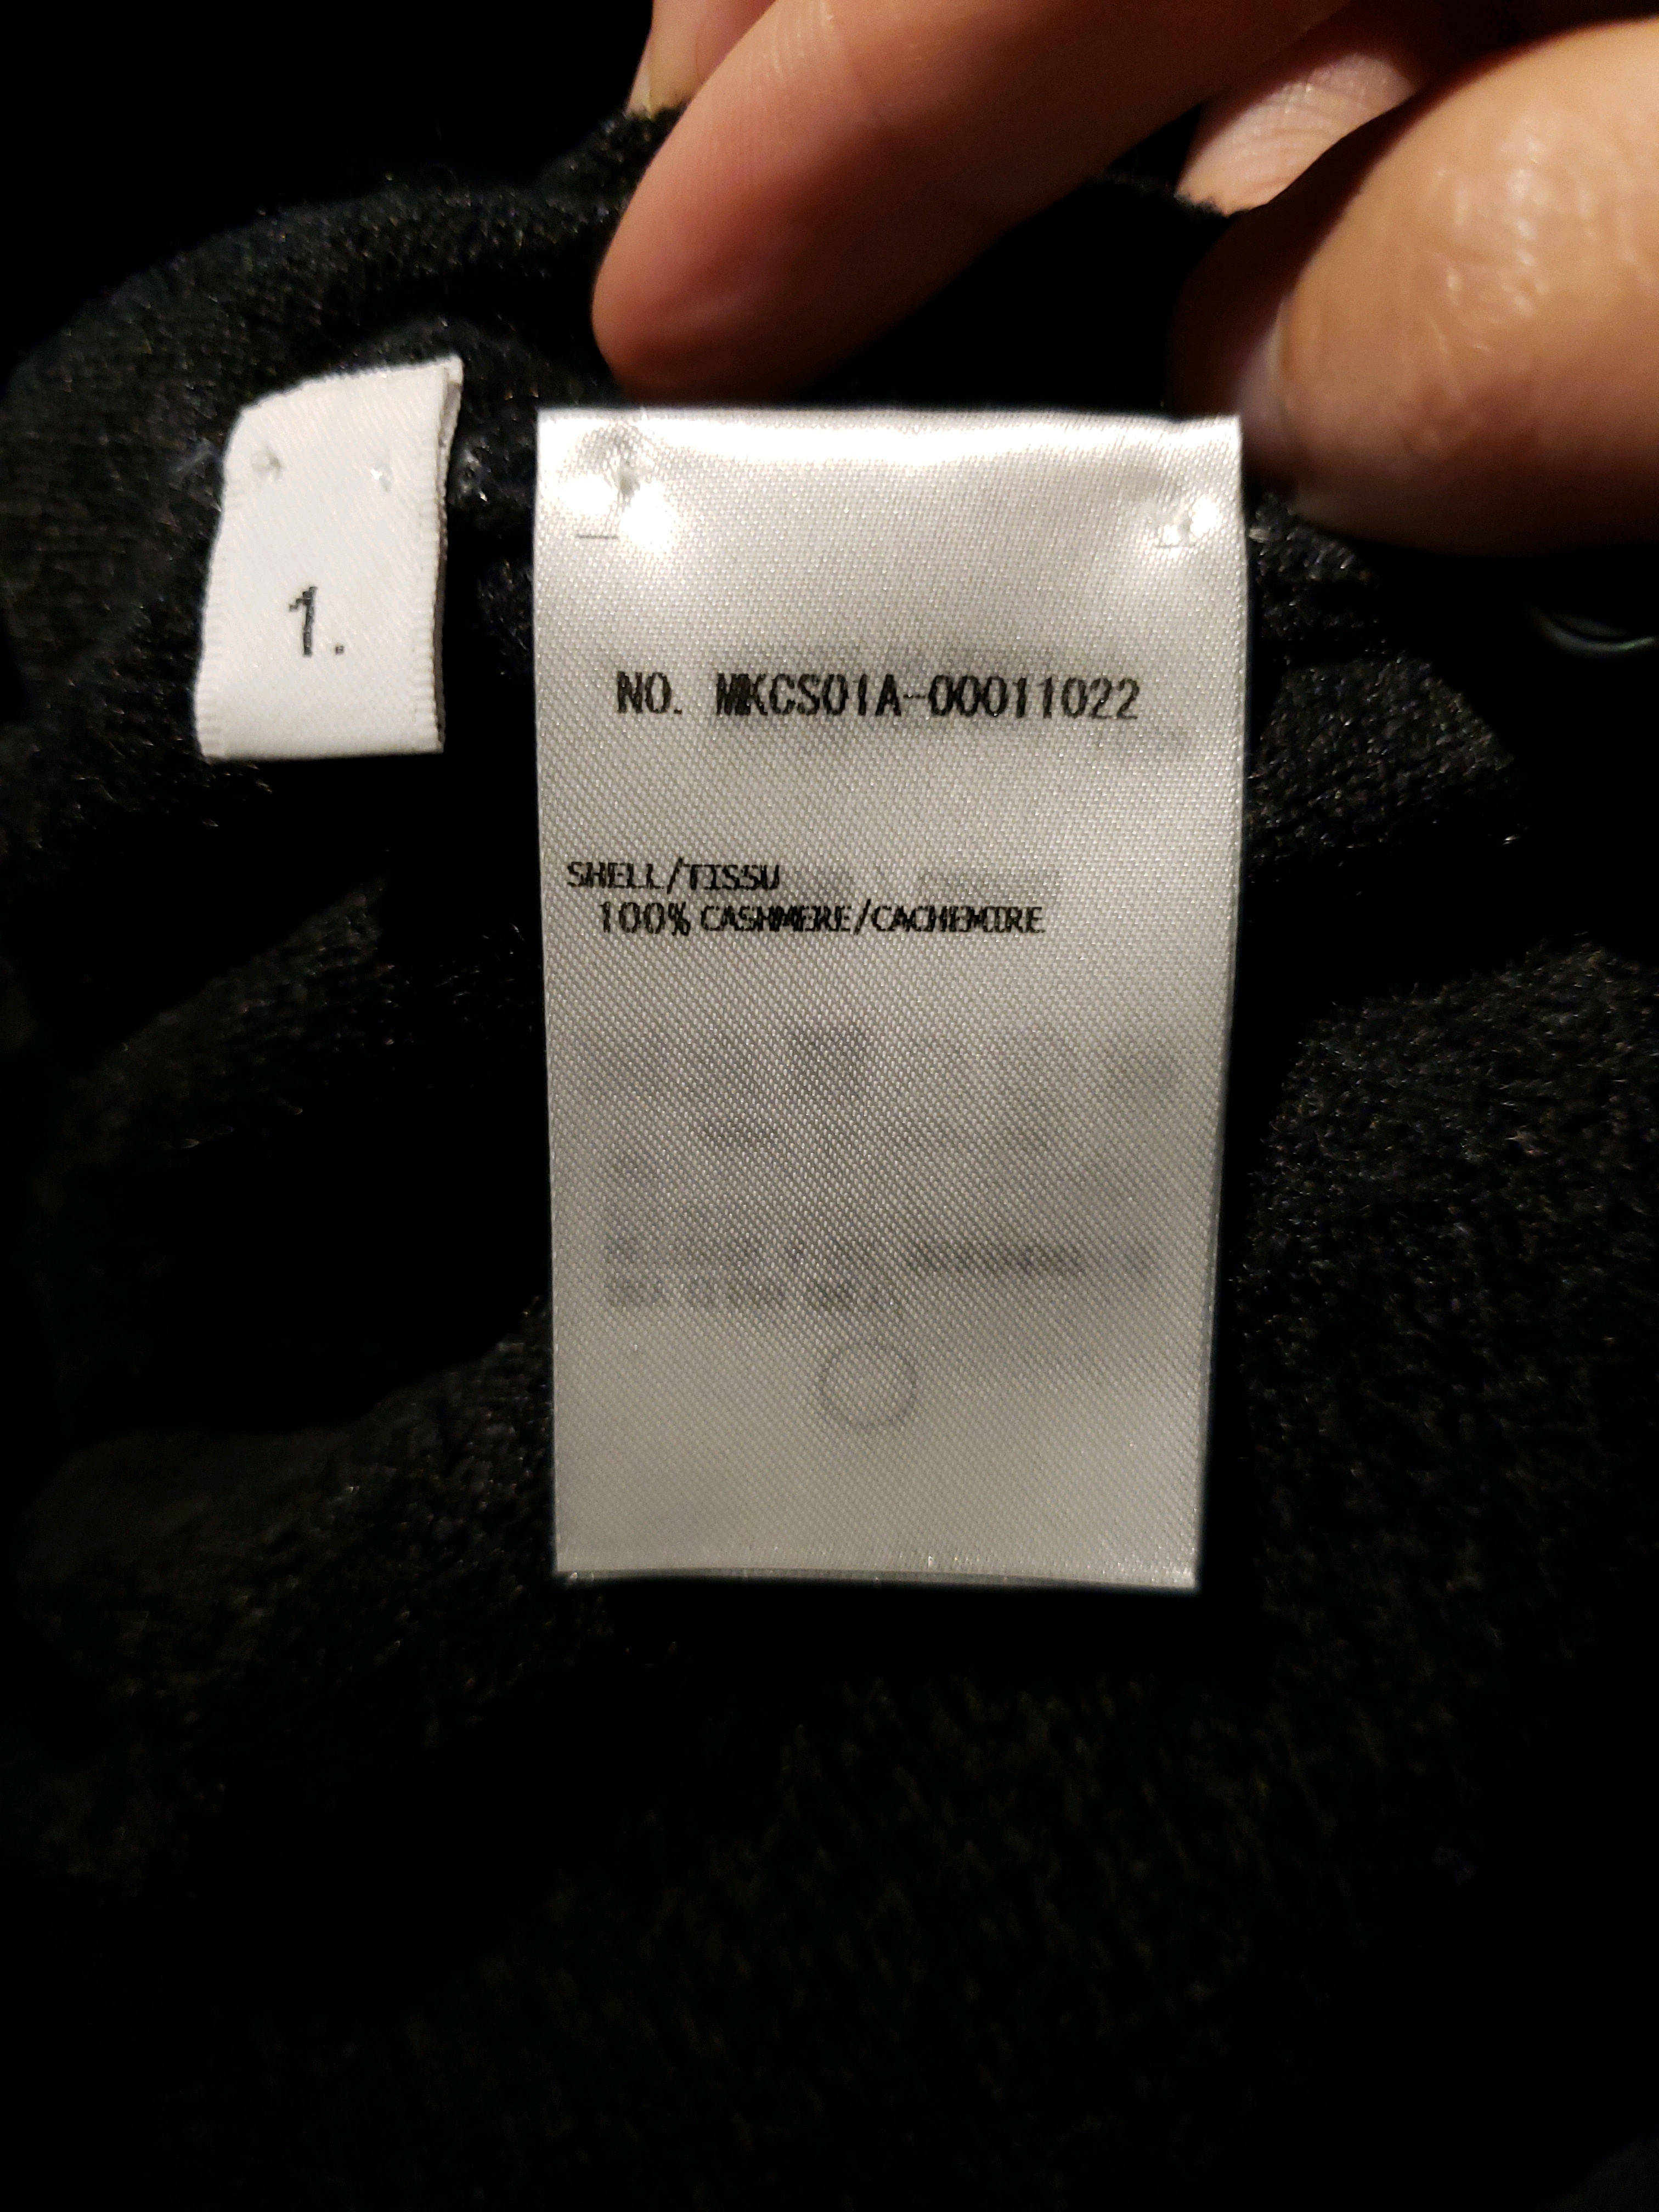 1.
NO. MKCS01A-00011022
SHELL/TISSU
100% CASHMERE/CACHEMIRE